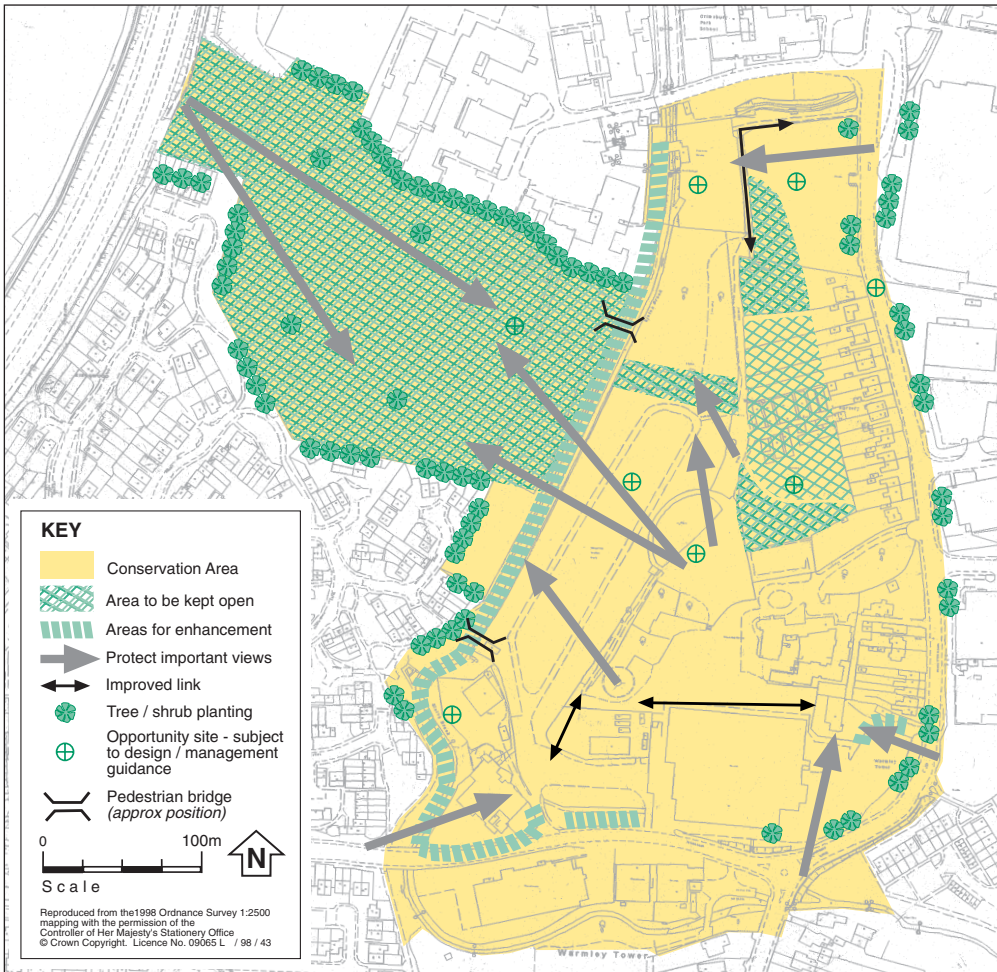 KEY
Conservation Area
Area to be kept open
Areas for enhancement
Protect important views
Improved link
Tree / shrub planting
Opportunity site - subject
to design / management
guidance
Pedestrian bridge
(approx position)
0 100m
N
Scale
Reproduced from the1998 Ordnance Survey 1:2500
mapping with the permission of the
Controller of Her Majesty's Stationery Office
© Crown Copyright. Licence No. 09065 L / 98 / 43
Warmley Tower